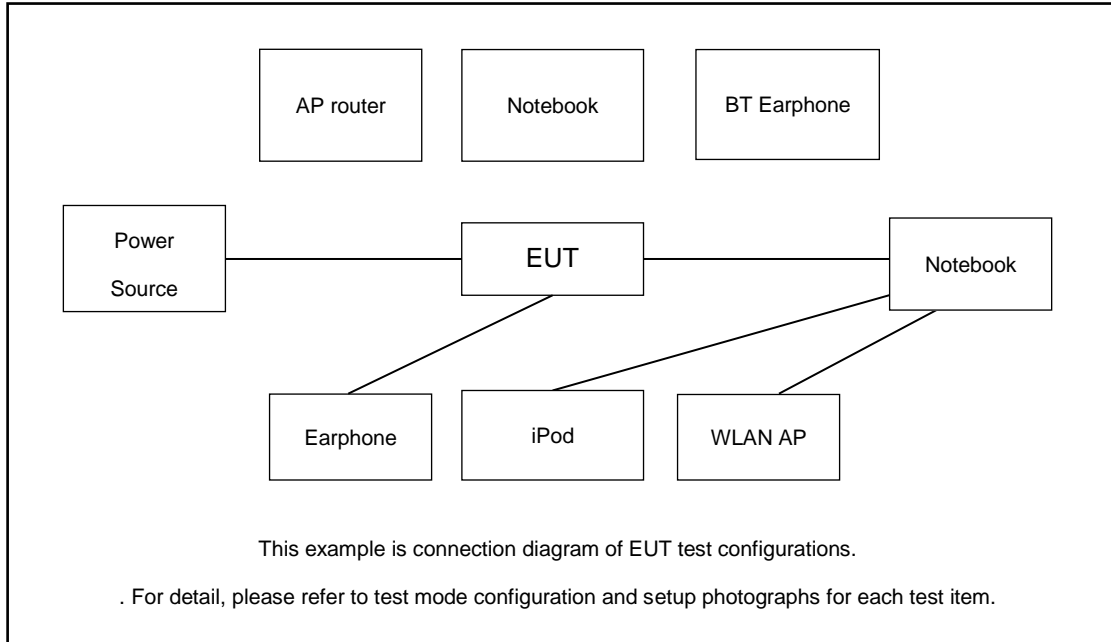 AP router
Notebook
BT Earphone
Power
Source
EUT
Notebook
Earphone
iPod
WLAN AP
This example is connection diagram of EUT test configurations.
. For detail, please refer to test mode configuration and setup photographs for each test item.